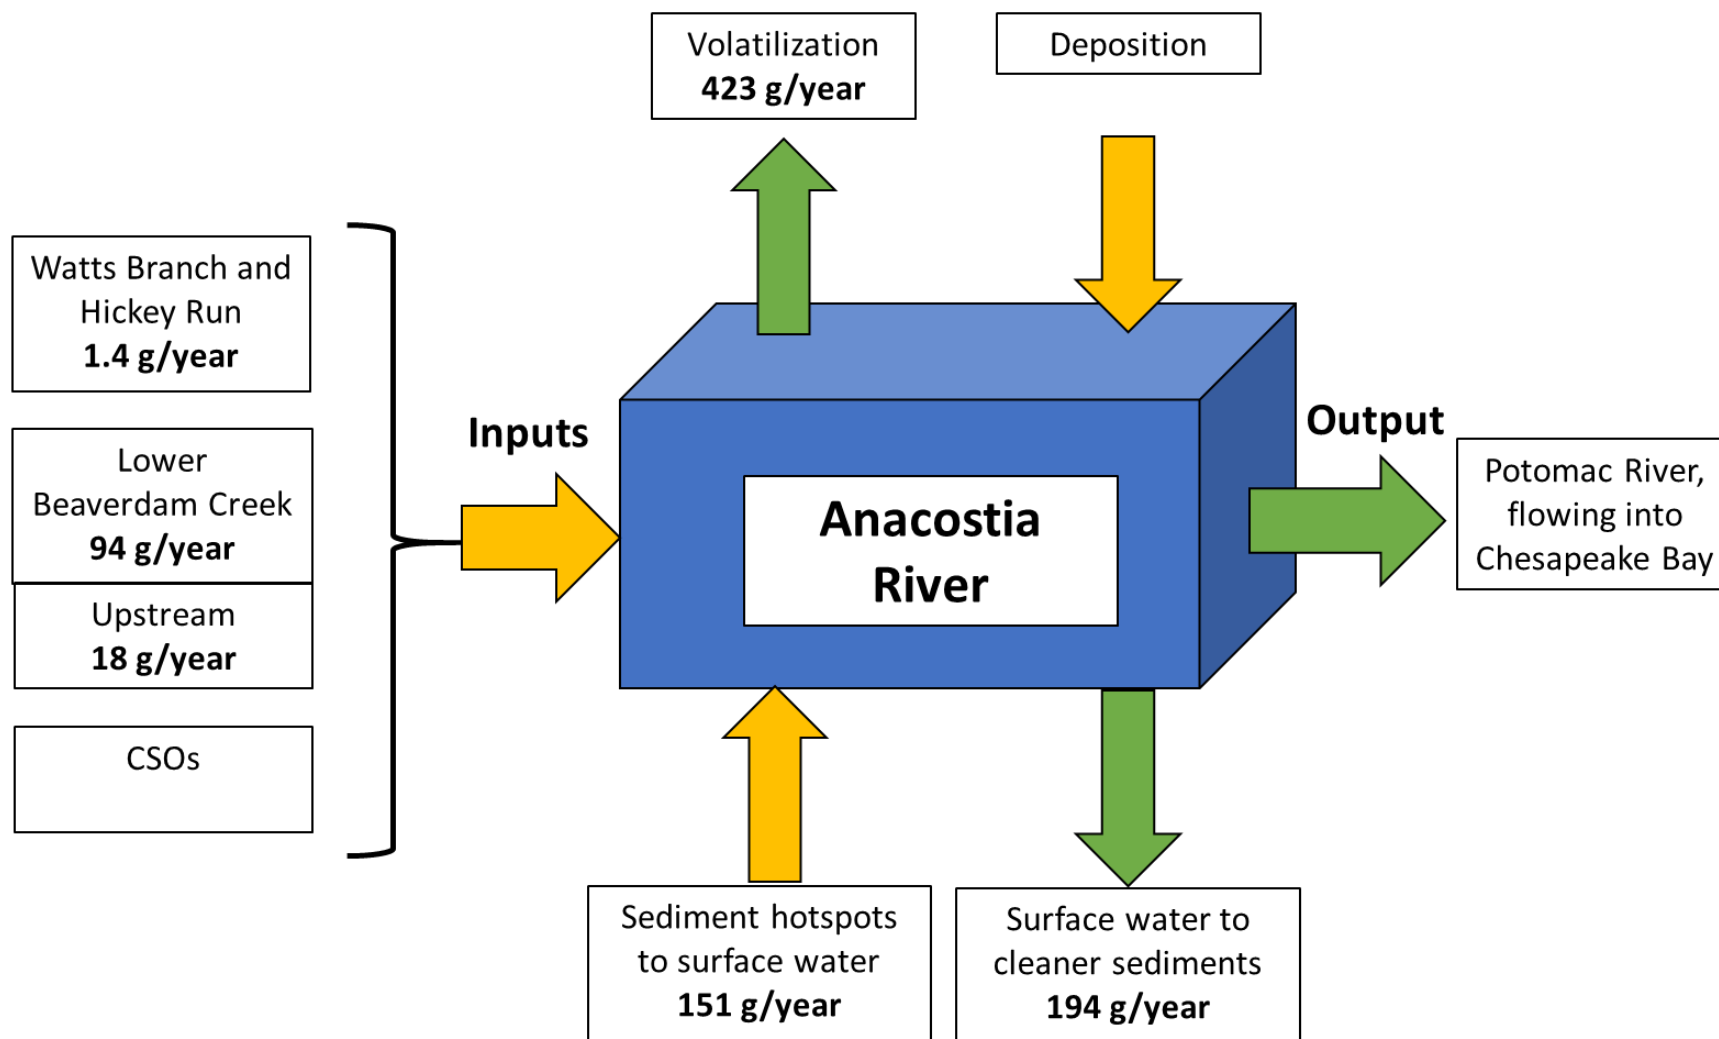 Volatilization
423 g/year
Deposition
Watts Branch and
Hickey Run
1.4 g/year
Lower
Beaverdam Creek
94 g/year
Upstream
18 g/year
CSOs
Inputs
Anacostia
River
Output
Potomac River,
flowing into
Chesapeake Bay
Sediment hotspots
to surface water
151 g/year
Surface water to
cleaner sediments
194 g/year